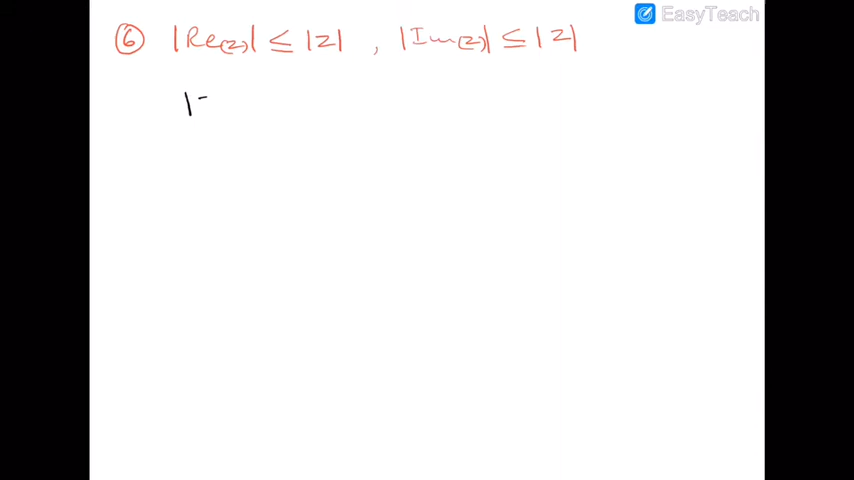 EasyTeach
⑥ |Re(z)| ≤ |z| , |Im(z)| ≤ |z|